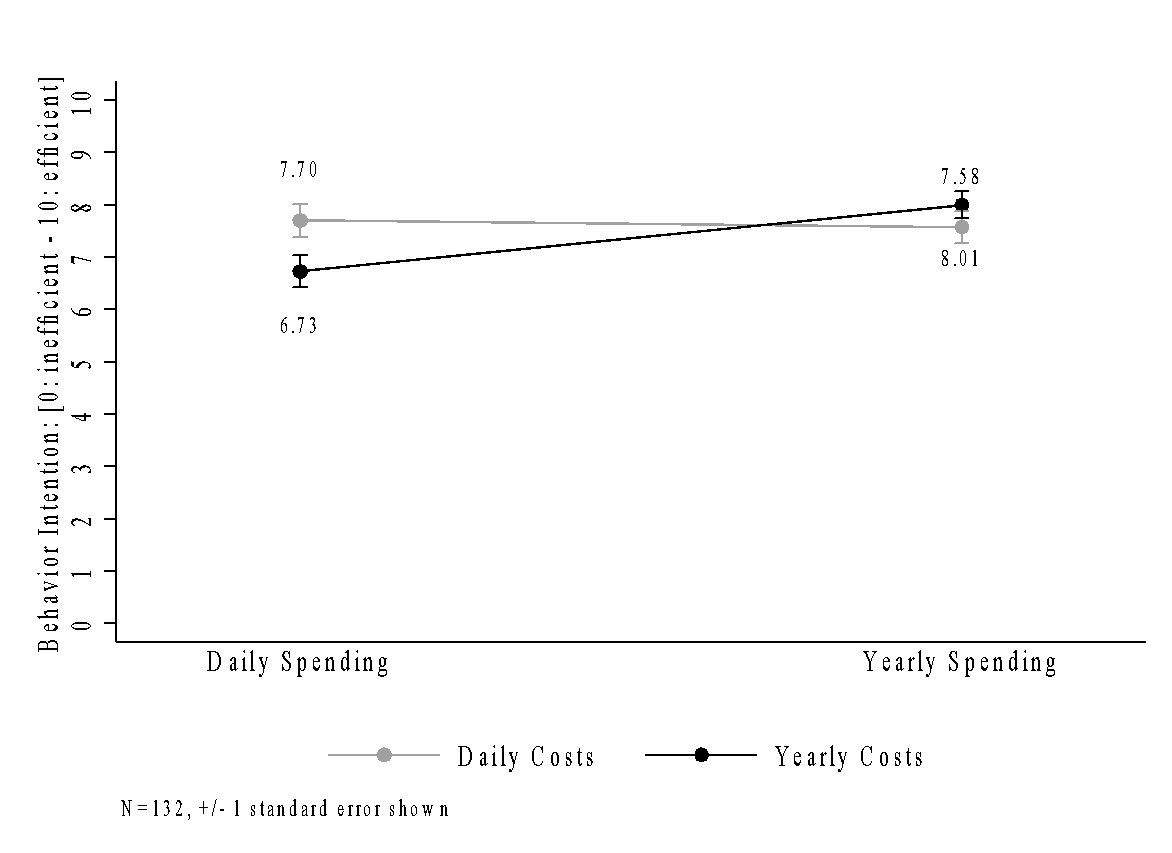 Behavior Intention: [0: inefficient - 10: efficient]
10
9
8
7
6
5
4
3
2
1
0
7.70
6.73
7.58
8.01
Daily Spending
Yearly Spending
Daily Costs
Yearly Costs
N=132, +/- 1 standard error shown